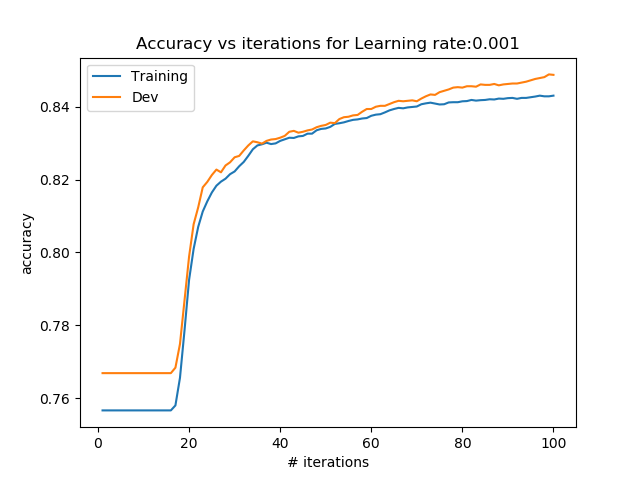 Accuracy vs iterations for Learning rate:0.001
Training
Dev
0.84
0.82
0.80
0.78
0.76
accuracy
0 20 40 60 80 100
# iterations